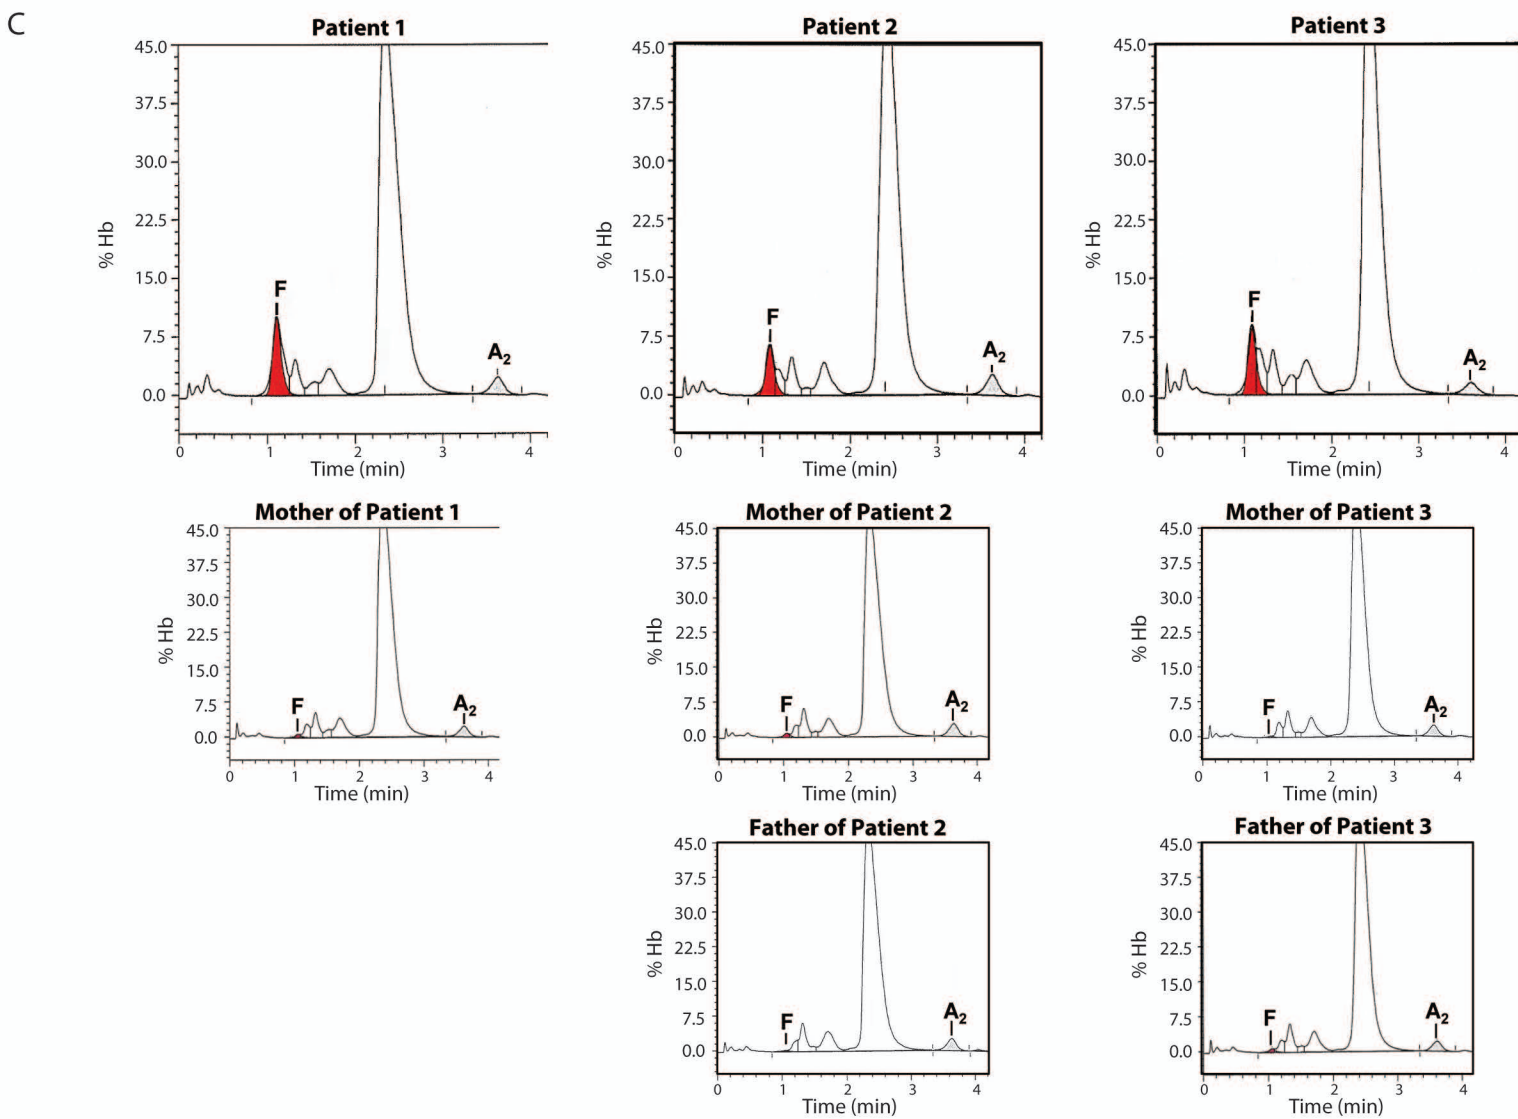 C
Patient 1
45.0
37.5
30.0
22.5
15.0
7.5
0.0
% Hb
F
A2
0 1 2 3 4
Time (min)
Patient 2
45.0
37.5
30.0
22.5
15.0
7.5
0.0
% Hb
F
A2
0 1 2 3 4
Time (min)
Patient 3
45.0
37.5
30.0
22.5
15.0
7.5
0.0
% Hb
F
A2
0 1 2 3 4
Time (min)
Mother of Patient 1
45.0
37.5
30.0
22.5
15.0
7.5
0.0
% Hb
F
A2
0 1 2 3 4
Time (min)
Mother of Patient 2
45.0
37.5
30.0
22.5
15.0
7.5
0.0
% Hb
F
A2
0 1 2 3 4
Time (min)
Mother of Patient 3
45.0
37.5
30.0
22.5
15.0
7.5
0.0
% Hb
F
A2
0 1 2 3 4
Time (min)
Father of Patient 2
45.0
37.5
30.0
22.5
15.0
7.5
0.0
% Hb
F
A2
0 1 2 3 4
Time (min)
Father of Patient 3
45.0
37.5
30.0
22.5
15.0
7.5
0.0
% Hb
F
A2
0 1 2 3 4
Time (min)